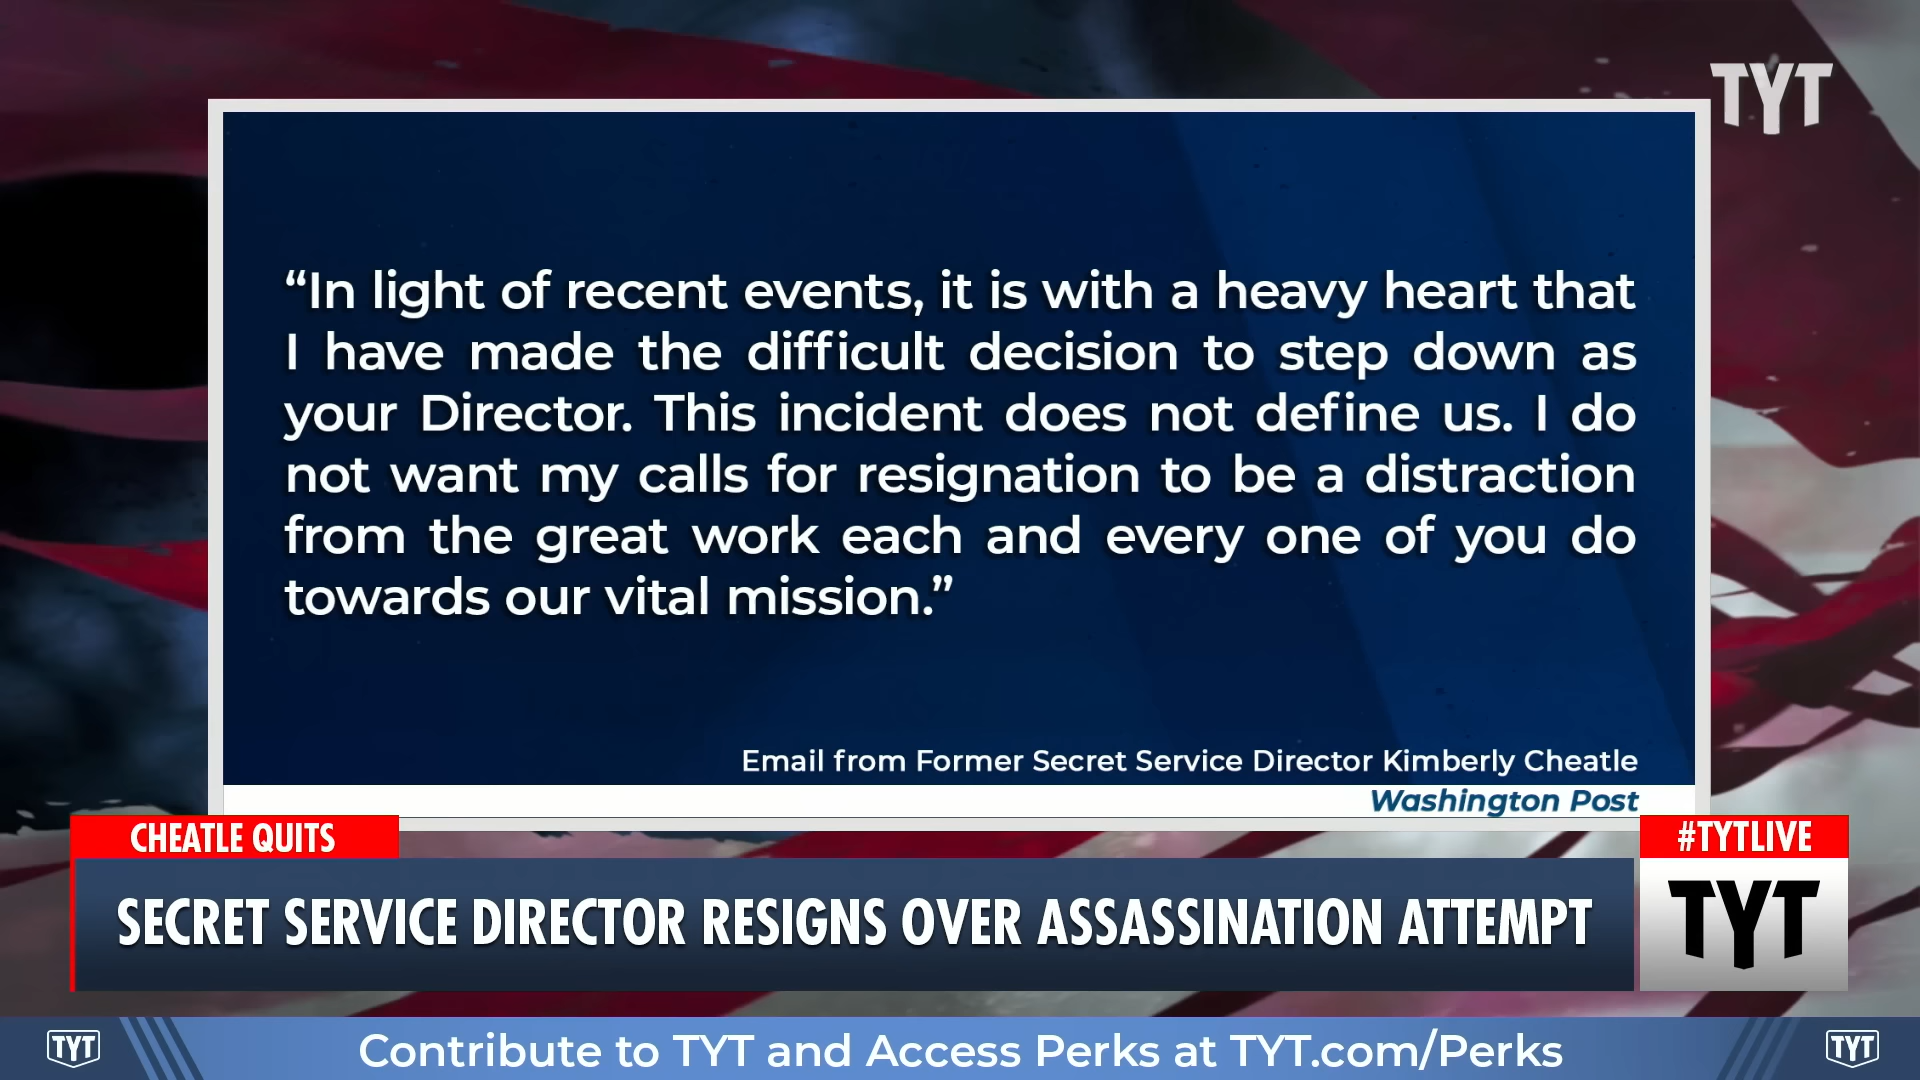 TYT
“In light of recent events, it is with a heavy heart that
I have made the difficult decision to step down as
your Director. This incident does not define us. I do
not want my calls for resignation to be a distraction
from the great work each and every one of you do
towards our vital mission.”
Email from Former Secret Service Director Kimberly Cheatle
Washington Post
CHEATLE QUITS
#TYTLIVE
SECRET SERVICE DIRECTOR RESIGNS OVER ASSASSINATION ATTEMPT
TYT
TYT
Contribute to TYT and Access Perks at TYT.com/Perks
TYT